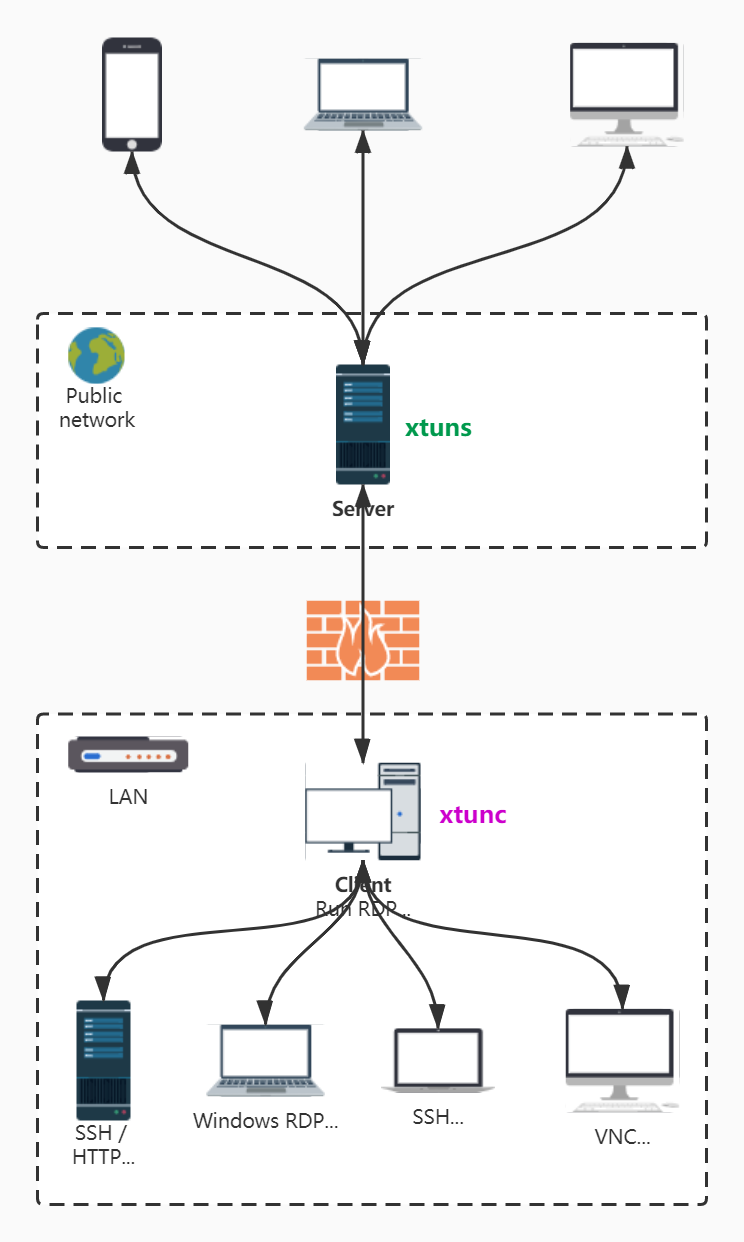 Public
network
xtuns
Server
LAN
xtunc
Client
Run RDP...
SSH /
HTTP...
Windows RDP...
SSH...
VNC...